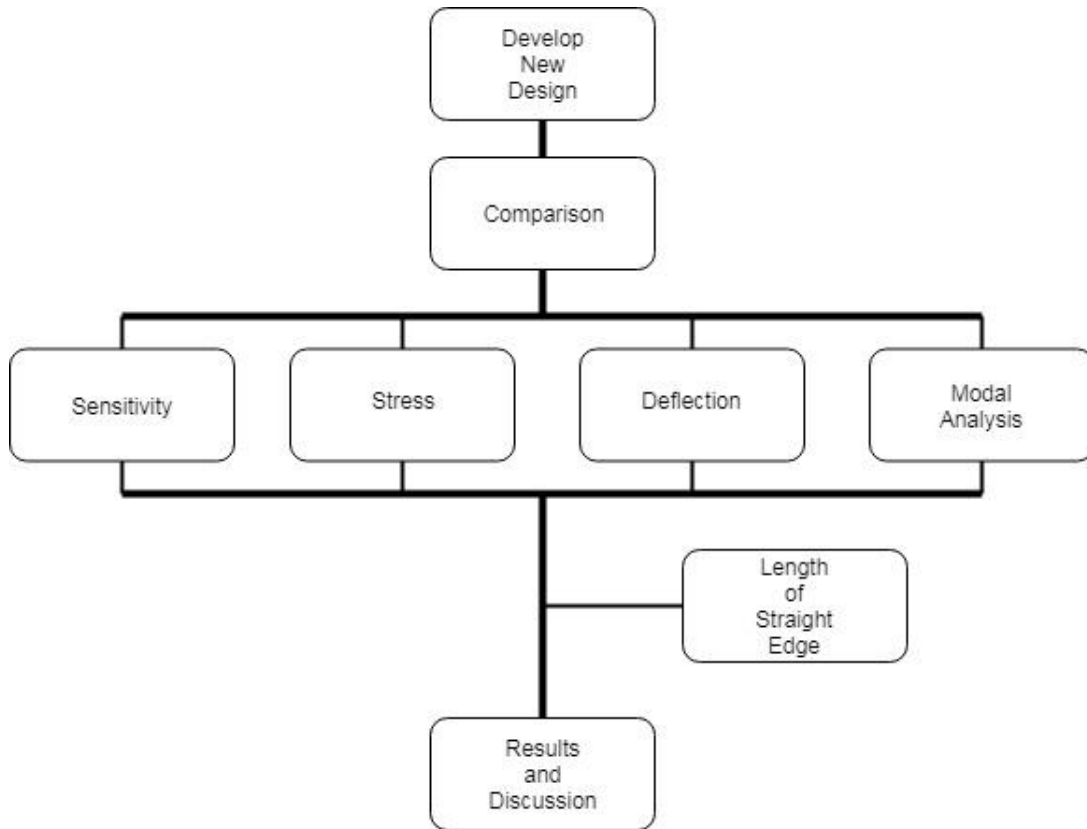 Develop
New
Design
Comparison
Sensitivity
Stress
Deflection
Modal
Analysis
Length
of
Straight
Edge
Results
and
Discussion